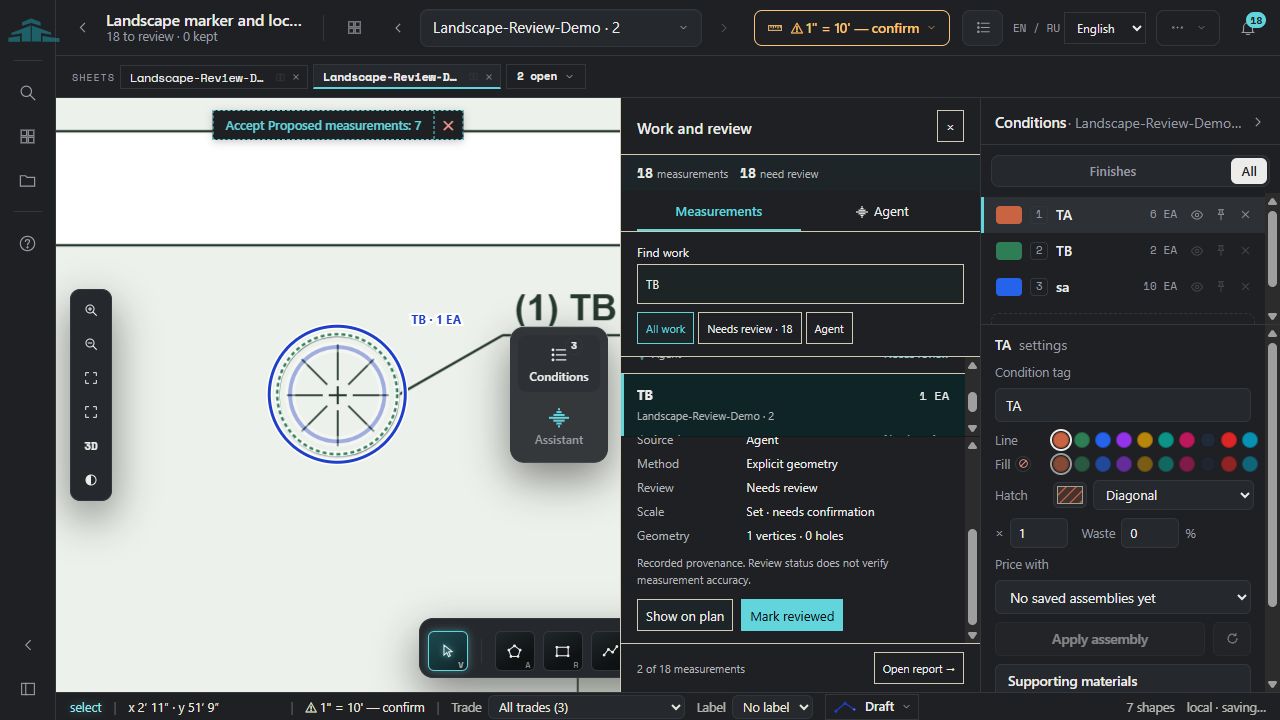 Landscape marker and loc...
18 to review · 0 kept
Landscape-Review-Demo · 2
⚠ 1" = 10' — confirm
EN / RU
English
18
SHEETS
Landscape-Review-D…
Landscape-Review-D…
2 open
Accept Proposed measurements: 7
TB · 1 EA
(1) TB
3
Conditions
Assistant
3D
V
A
R
Work and review
18 measurements 18 need review
Measurements
Agent
Find work
TB
All work
Needs review · 18
Agent
TB
1 EA
Landscape-Review-Demo · 2
Source Agent
Method Explicit geometry
Review Needs review
Scale Set · needs confirmation
Geometry 1 vertices · 0 holes
Recorded provenance. Review status does not verify
measurement accuracy.
Show on plan
Mark reviewed
2 of 18 measurements
Open report →
Conditions · Landscape-Review-Demo...
Finishes
All
1 TA 6 EA
2 TB 2 EA
3 sa 10 EA
TA settings
Condition tag
TA
Line
Fill
Hatch
Diagonal
× 1 Waste 0 %
Price with
No saved assemblies yet
Apply assembly
Supporting materials
select
x 2' 11" · y 51' 9"
⚠ 1" = 10' — confirm
Trade
All trades (3)
Label
No label
Draft
7 shapes
local · saving...